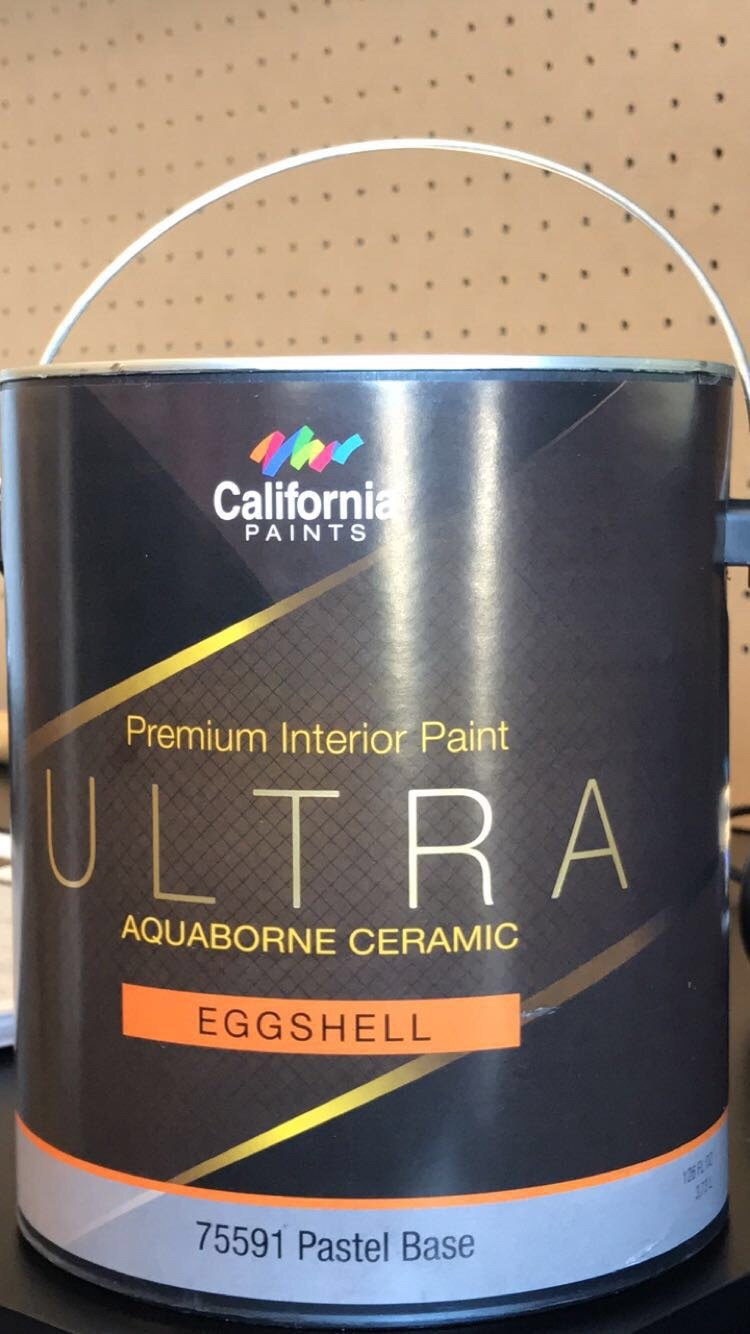 California
PAINTS
Premium Interior Paint
ULTRA
AQUABORNE CERAMIC
EGGSHELL
75591 Pastel Base